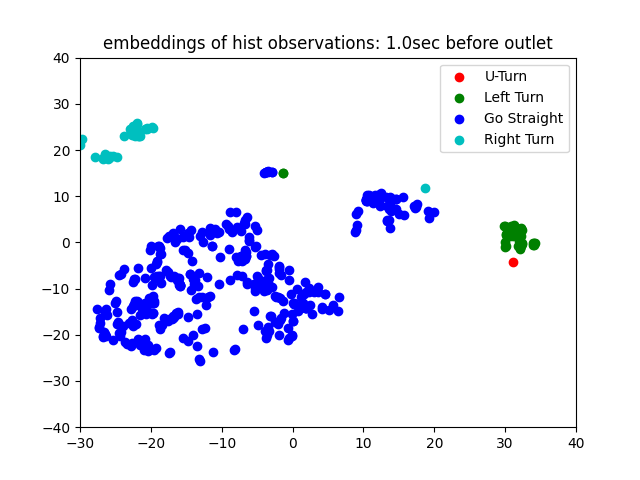 embeddings of hist observations: 1.0sec before outlet
U-Turn
Left Turn
Go Straight
Right Turn
40
30
20
10
0
−10
−20
−30
−40
−30 −20 −10 0 10 20 30 40